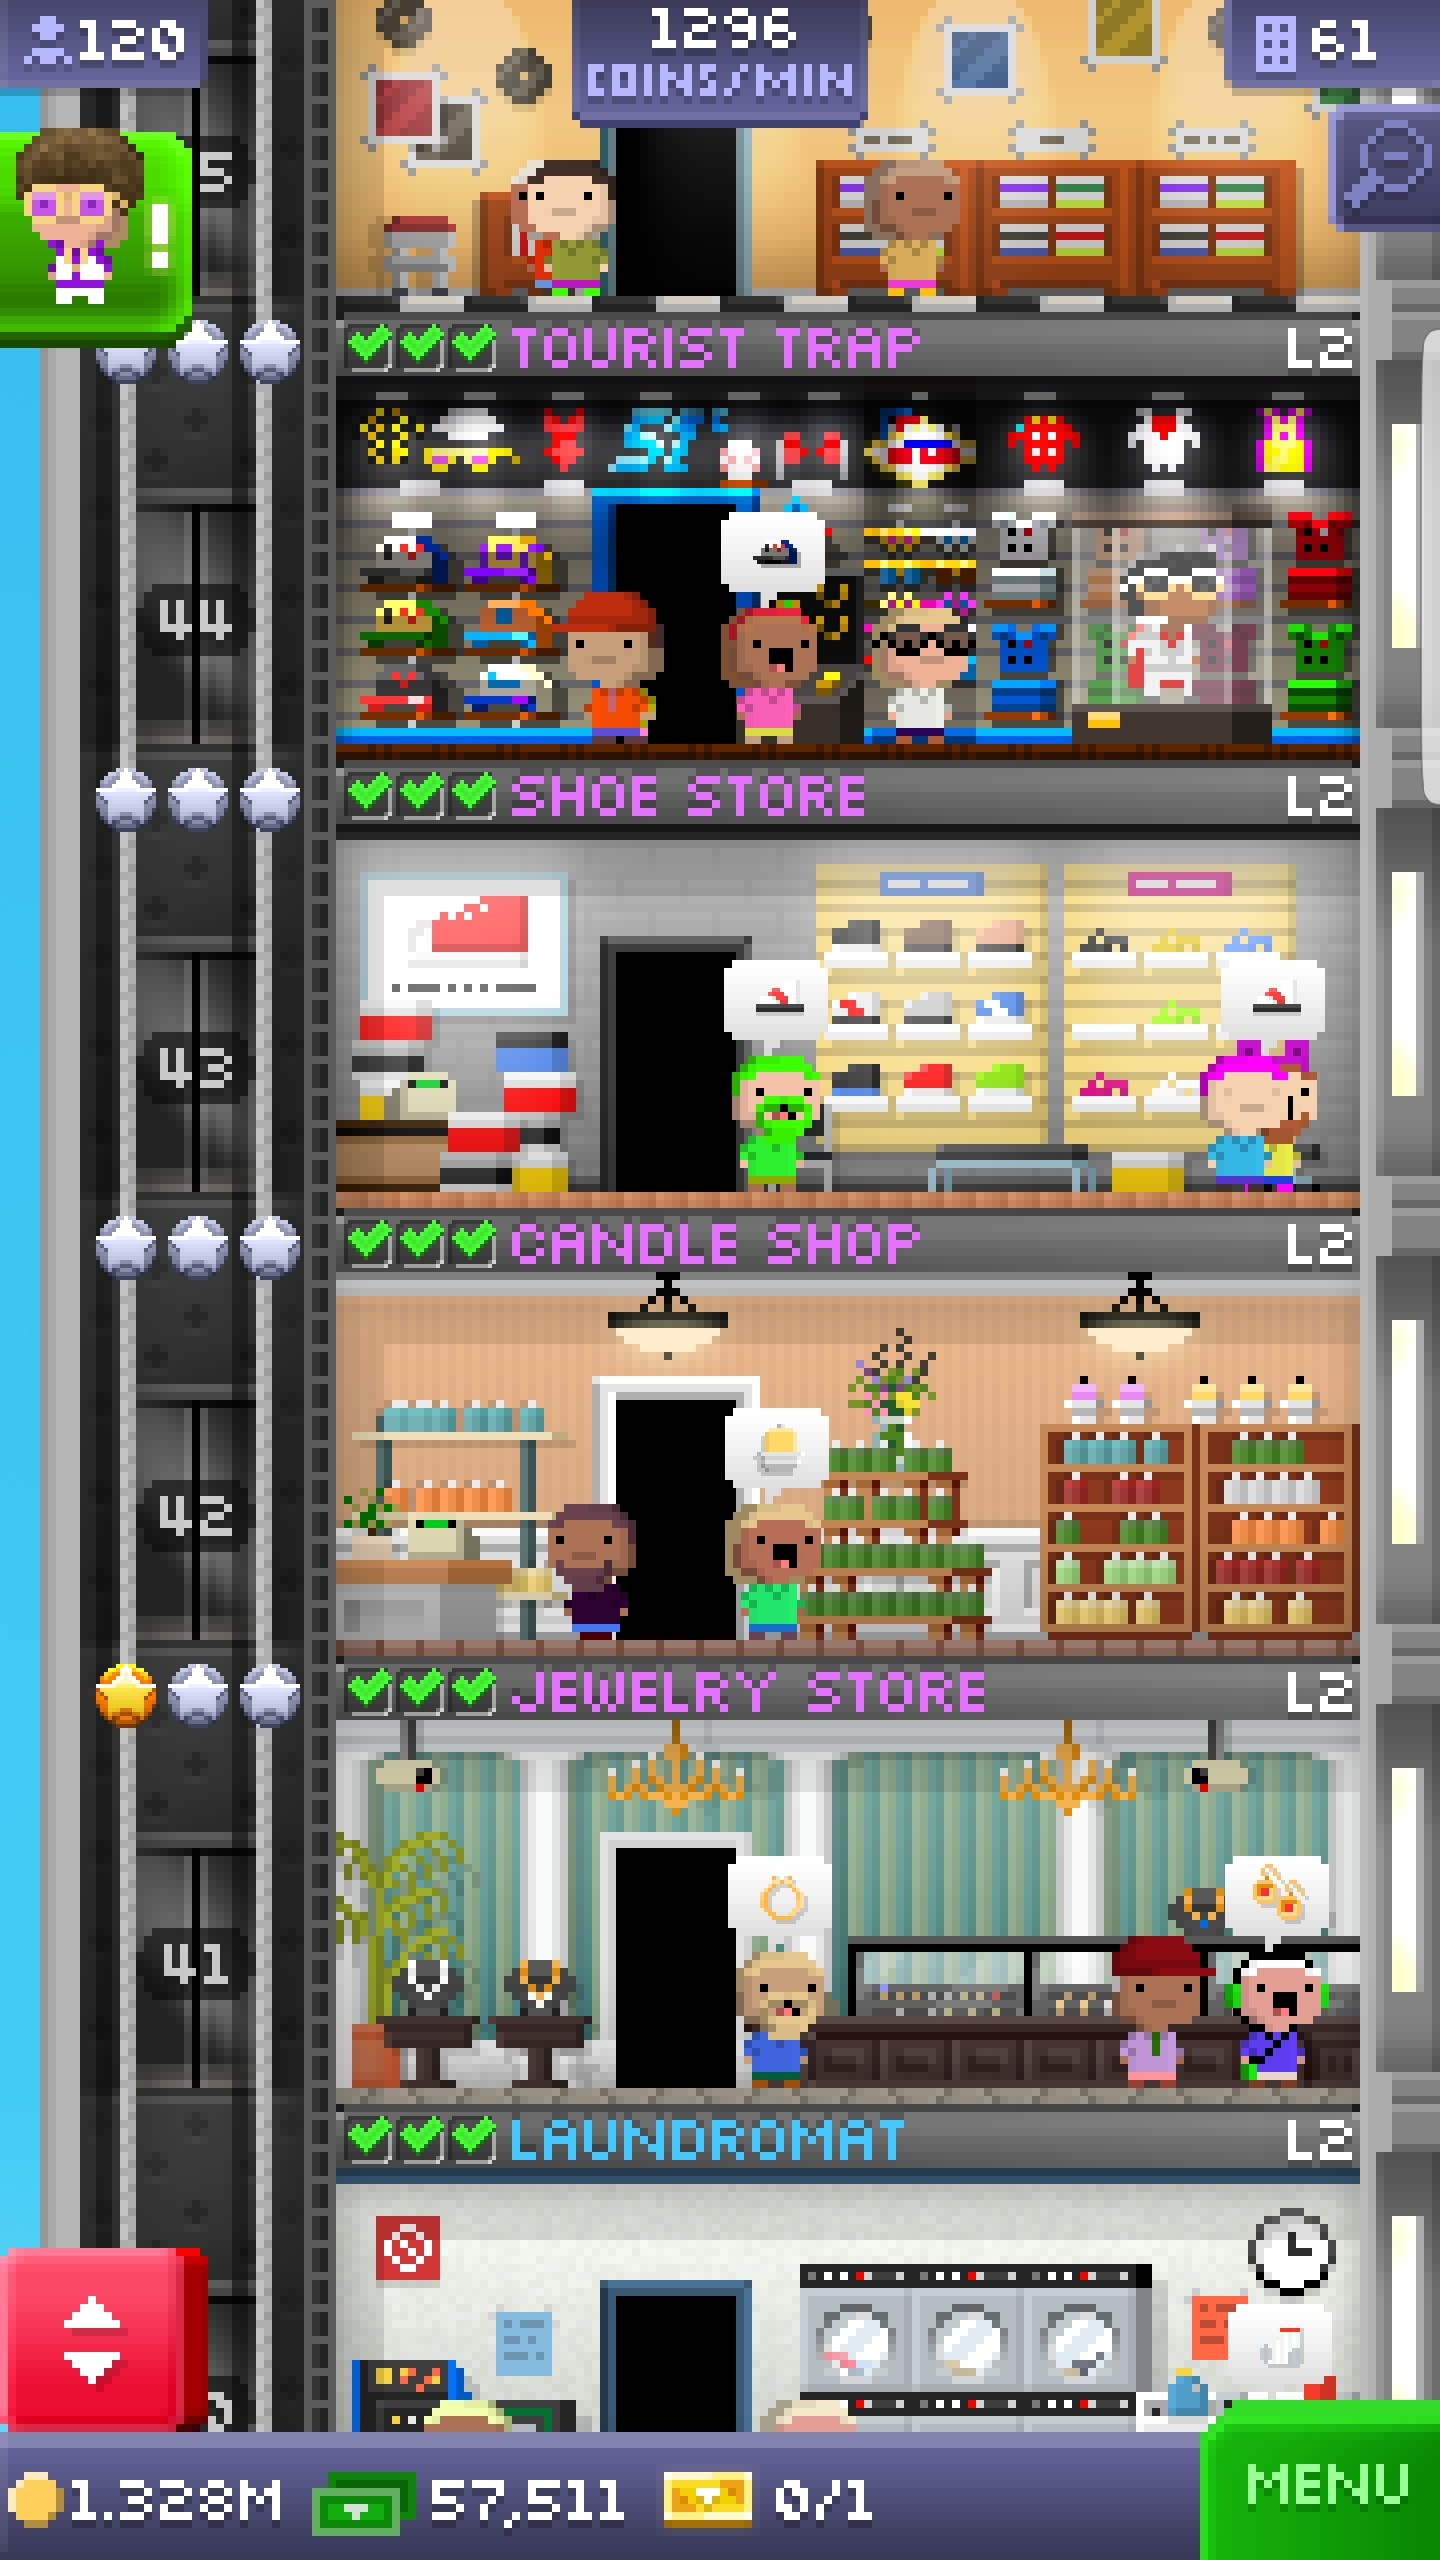 120
1296
COINS/MIN
61
!
5
TOURIST TRAP
L2
44
SHOE STORE
L2
43
CANDLE SHOP
L2
42
JEWELRY STORE
L2
41
LAUNDROMAT
L2
1.328M
57,511
0/1
MENU